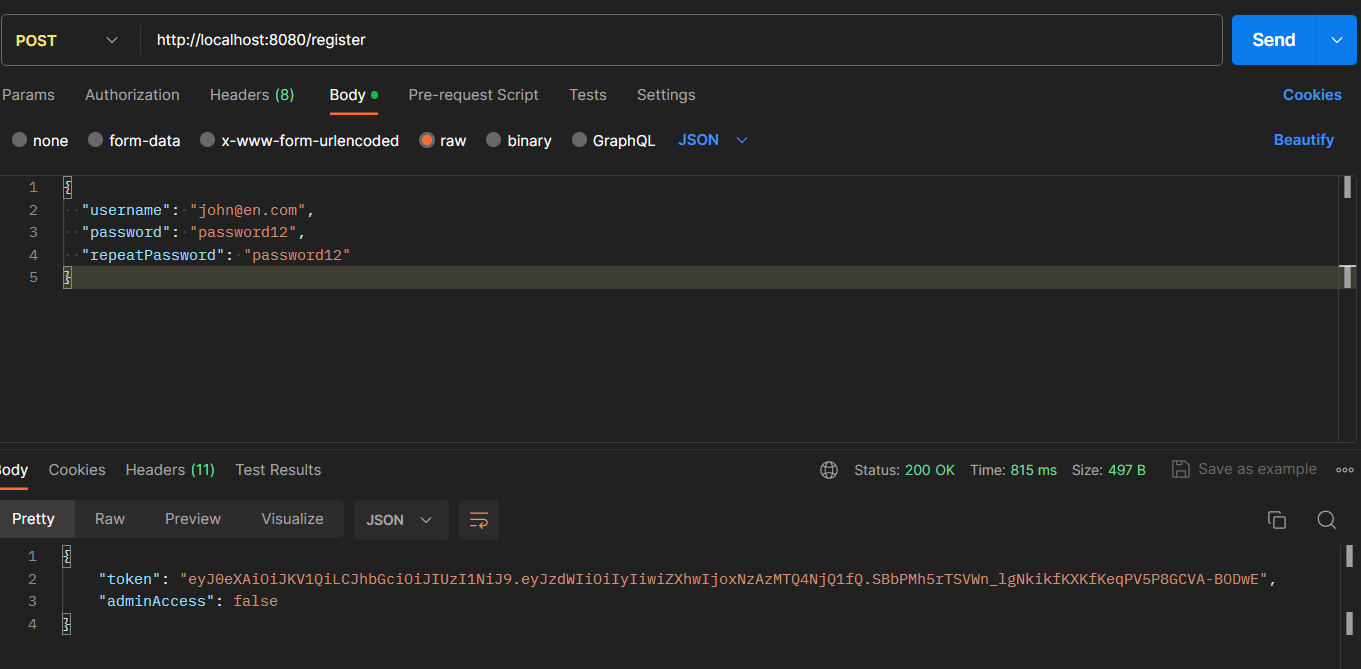 POST http://localhost:8080/register Send
Params Authorization Headers (8) Body Pre-request Script Tests Settings Cookies
none form-data x-www-form-urlencoded raw binary GraphQL JSON Beautify
1 {
2 "username": "john@en.com",
3 "password": "password12",
4 "repeatPassword": "password12"
5 }
ody Cookies Headers (11) Test Results Status: 200 OK Time: 815 ms Size: 497 B Save as example
Pretty Raw Preview Visualize JSON
1 {
2 "token": "eyJ0eXAiOiJKV1QiLCJhbGciOiJIUzI1NiJ9.eyJzdWIiOiIyIiwiZXhwIjoxNzAzMTQ4NjQ1fQ.SBbPMh5rTSVWn_lgNkikfKXKfKeqPV5P8GCVA-BODwE",
3 "adminAccess": false
4 }